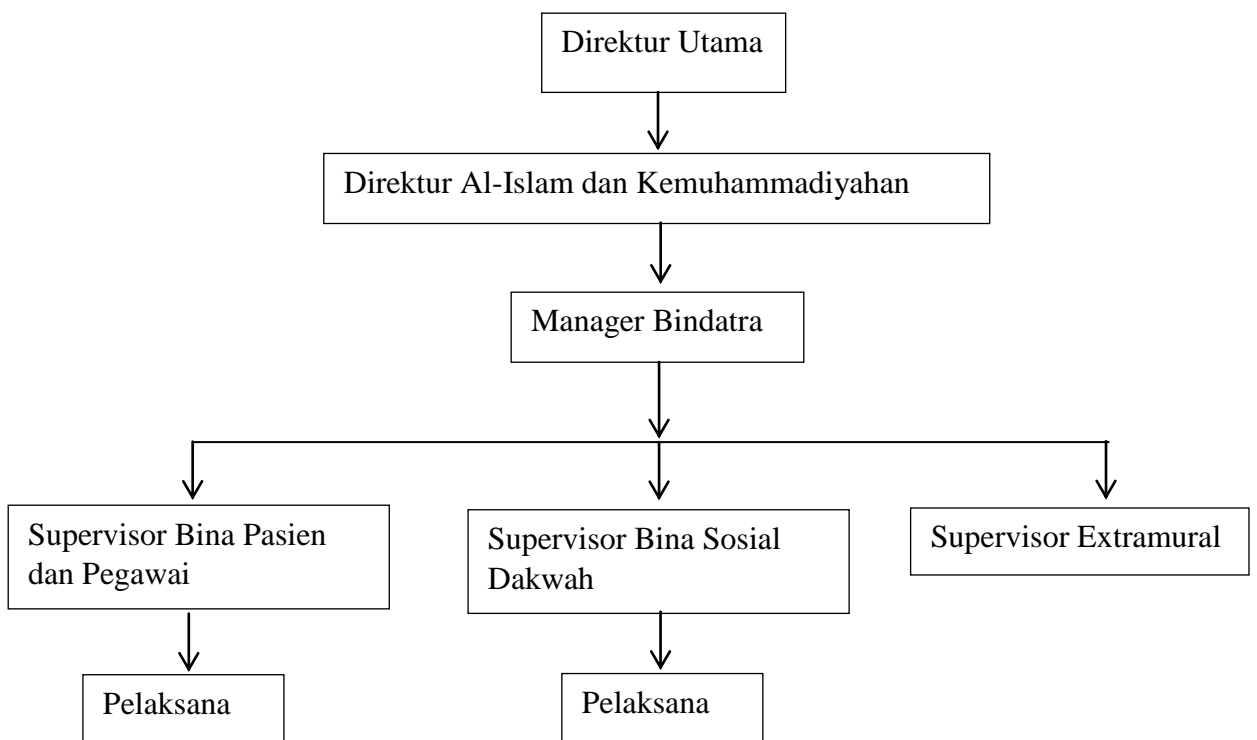 Direktur Utama
Direktur Al-Islam dan Kemuhammadiyahan
Manager Bindatra
Supervisor Bina Pasien
dan Pegawai
Supervisor Bina Sosial
Dakwah
Supervisor Extramural
Pelaksana
Pelaksana